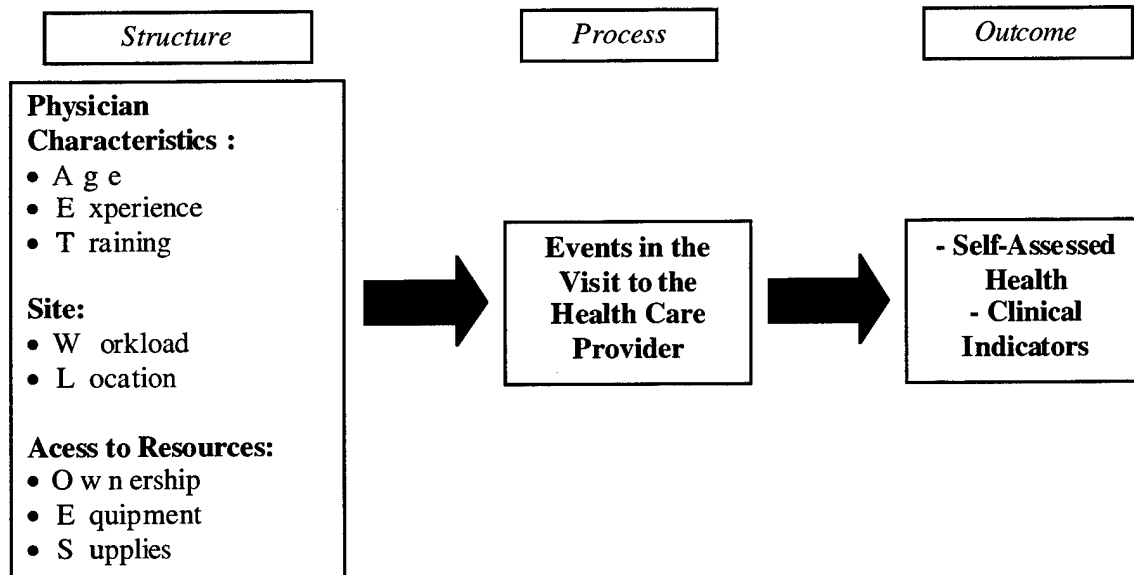 Structure
Process
Outcome
Physician
Characteristics :
• A g e
• E xperience
• T raining
Site:
• W orkload
• L ocation
Acess to Resources:
• O w n ership
• E quipment
• S upplies
Events in the
Visit to the
Health Care
Provider
- Self-Assessed
Health
- Clinical
Indicators